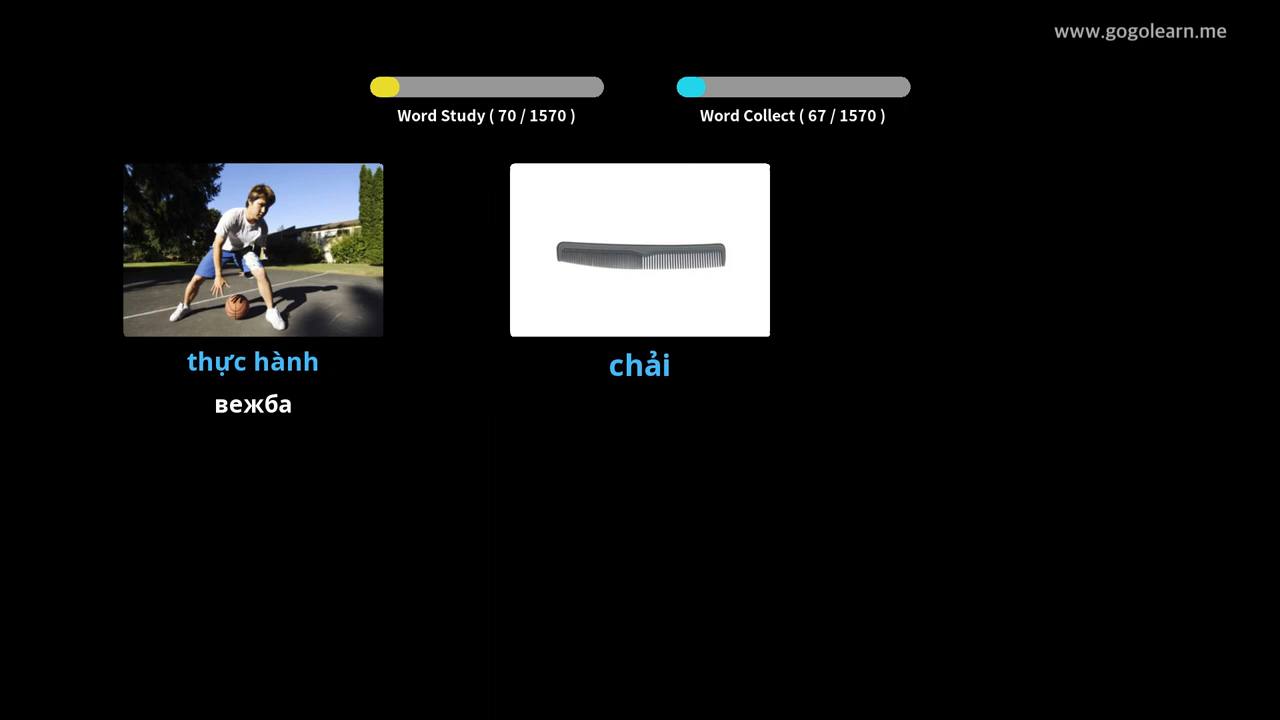 www.gogolearn.me
Word Study ( 70 / 1570 )
Word Collect ( 67 / 1570 )
thực hành
вежба
chải